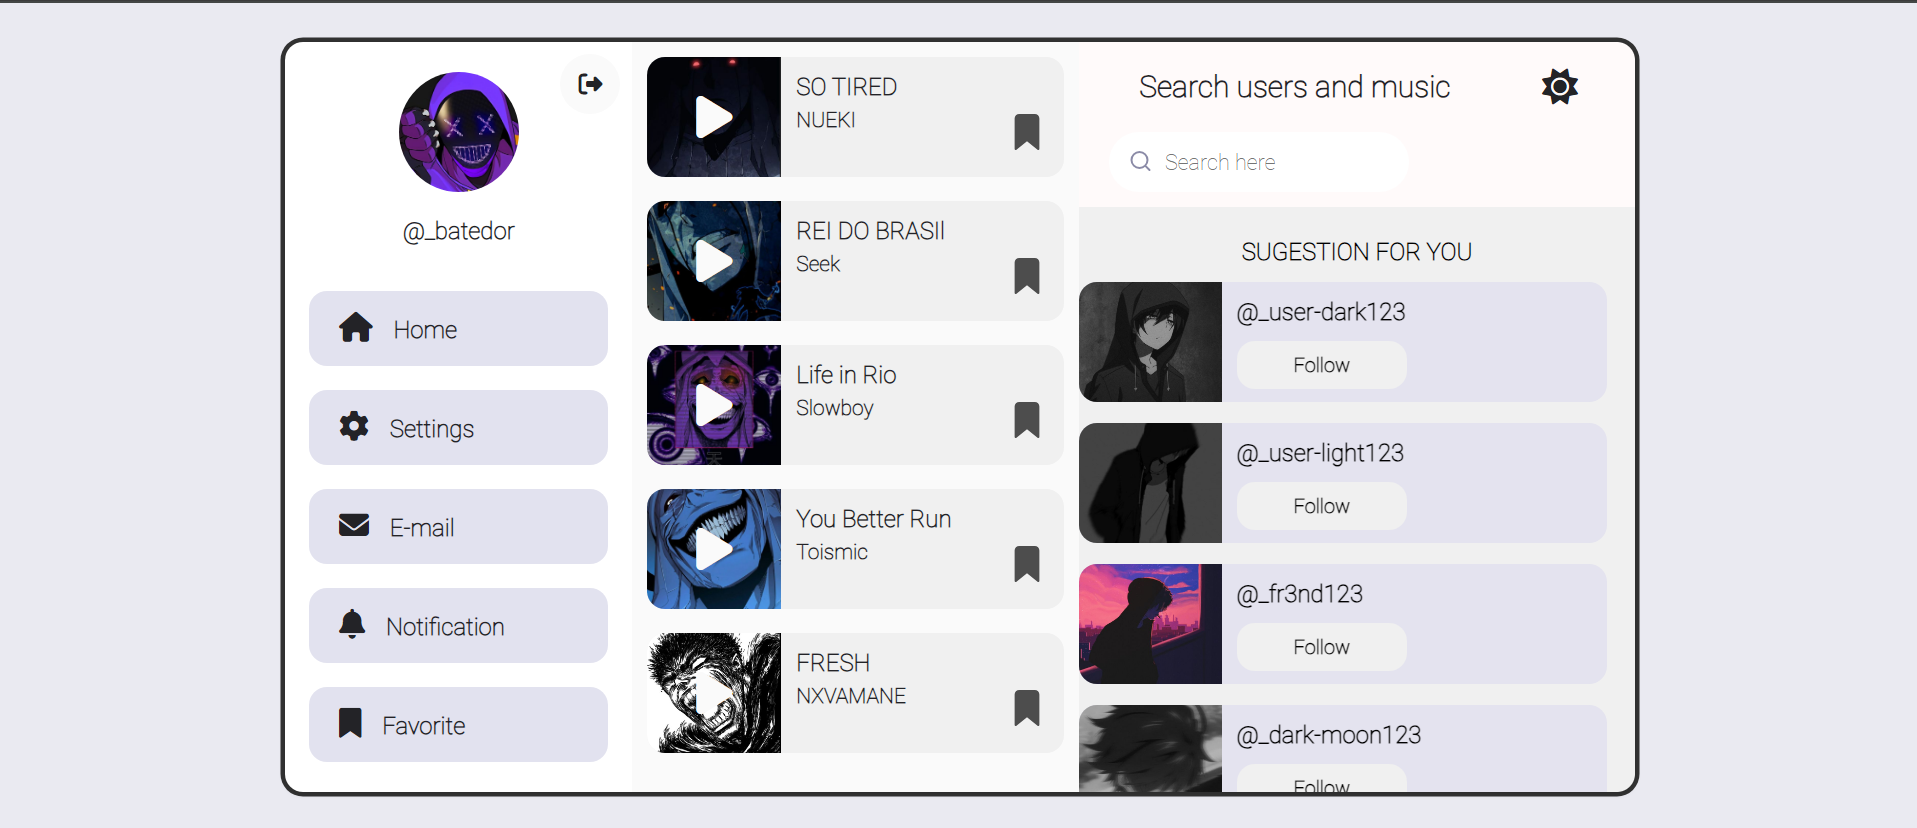 @_batedor
Home
Settings
E-mail
Notification
Favorite
SO TIRED
NUEKI
REI DO BRASIl
Seek
Life in Rio
Slowboy
You Better Run
Toismic
FRESH
NXVAMANE
Search users and music
Search here
SUGESTION FOR YOU
@_user-dark123
Follow
@_user-light123
Follow
@_fr3nd123
Follow
@_dark-moon123
Follow